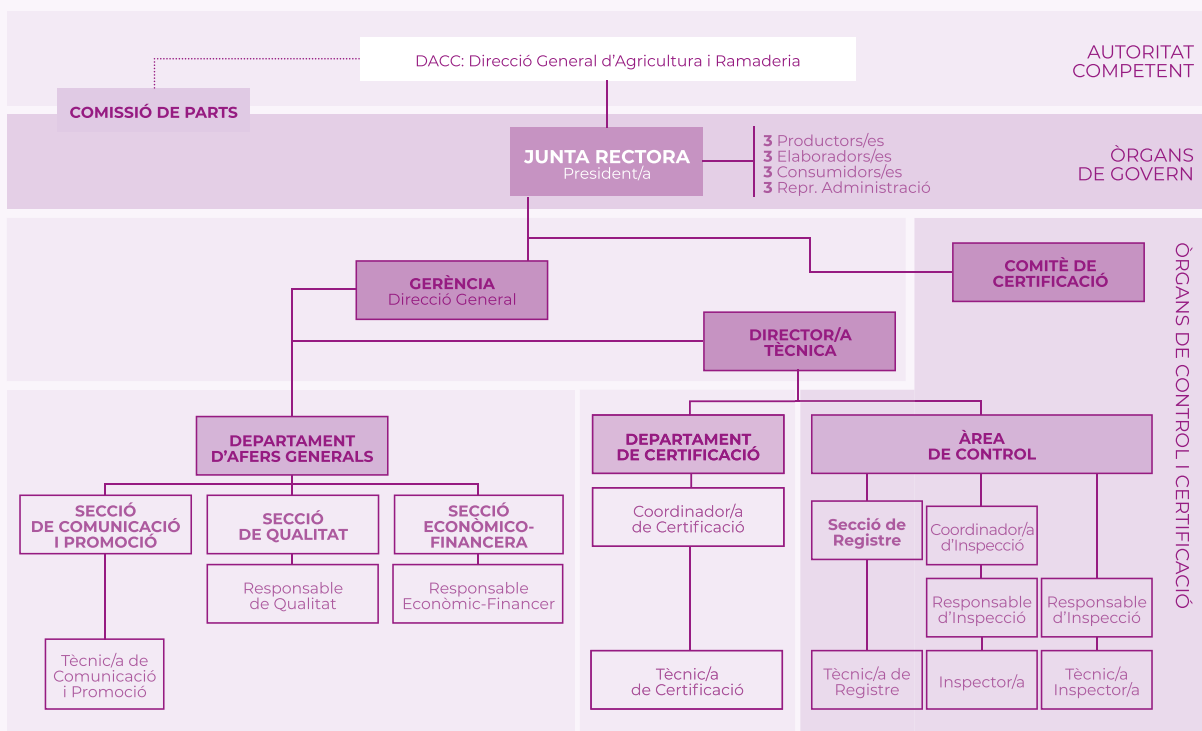 DACC: Direcció General d'Agricultura i Ramaderia
AUTORITAT
COMPETENT
COMISSIÓ DE PARTS
JUNTA RECTORA
President/a
3 Productors/es
3 Elaboradors/es
3 Consumidors/es
3 Repr. Administració
ÒRGANS
DE GOVERN
GERÈNCIA
Direcció General
COMITÈ DE
CERTIFICACIÓ
ÒRGANS DE CONTROL I CERTIFICACIÓ
DIRECTOR/A
TÈCNICA
DEPARTAMENT
D'AFERS GENERALS
DEPARTAMENT
DE CERTIFICACIÓ
ÀREA
DE CONTROL
SECCIÓ
DE COMUNICACIÓ
I PROMOCIÓ
SECCIÓ
DE QUALITAT
SECCIÓ
ECONÒMICO-
FINANCERA
Coordinador/a
de Certificació
Secció de
Registre
Coordinador/a
d'Inspecció
Responsable
de Qualitat
Responsable
Econòmic-Financer
Responsable
d'Inspecció
Responsable
d'Inspecció
Tècnic/a de
Comunicació
i Promoció
Tècnic/a
de Certificació
Tècnic/a de
Registre
Inspector/a
Tècnic/a
Inspector/a